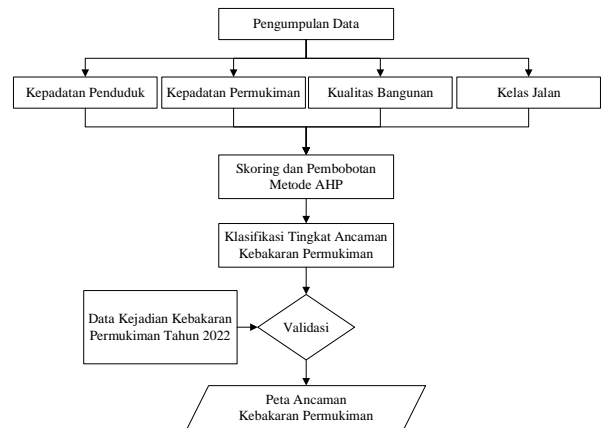 Pengumpulan Data
Kepadatan Penduduk
Kepadatan Permukiman
Kualitas Bangunan
Kelas Jalan
Skoring dan Pembobotan
Metode AHP
Klasifikasi Tingkat Ancaman
Kebakaran Permukiman
Data Kejadian Kebakaran
Permukiman Tahun 2022
Validasi
Peta Ancaman
Kebakaran Permukiman